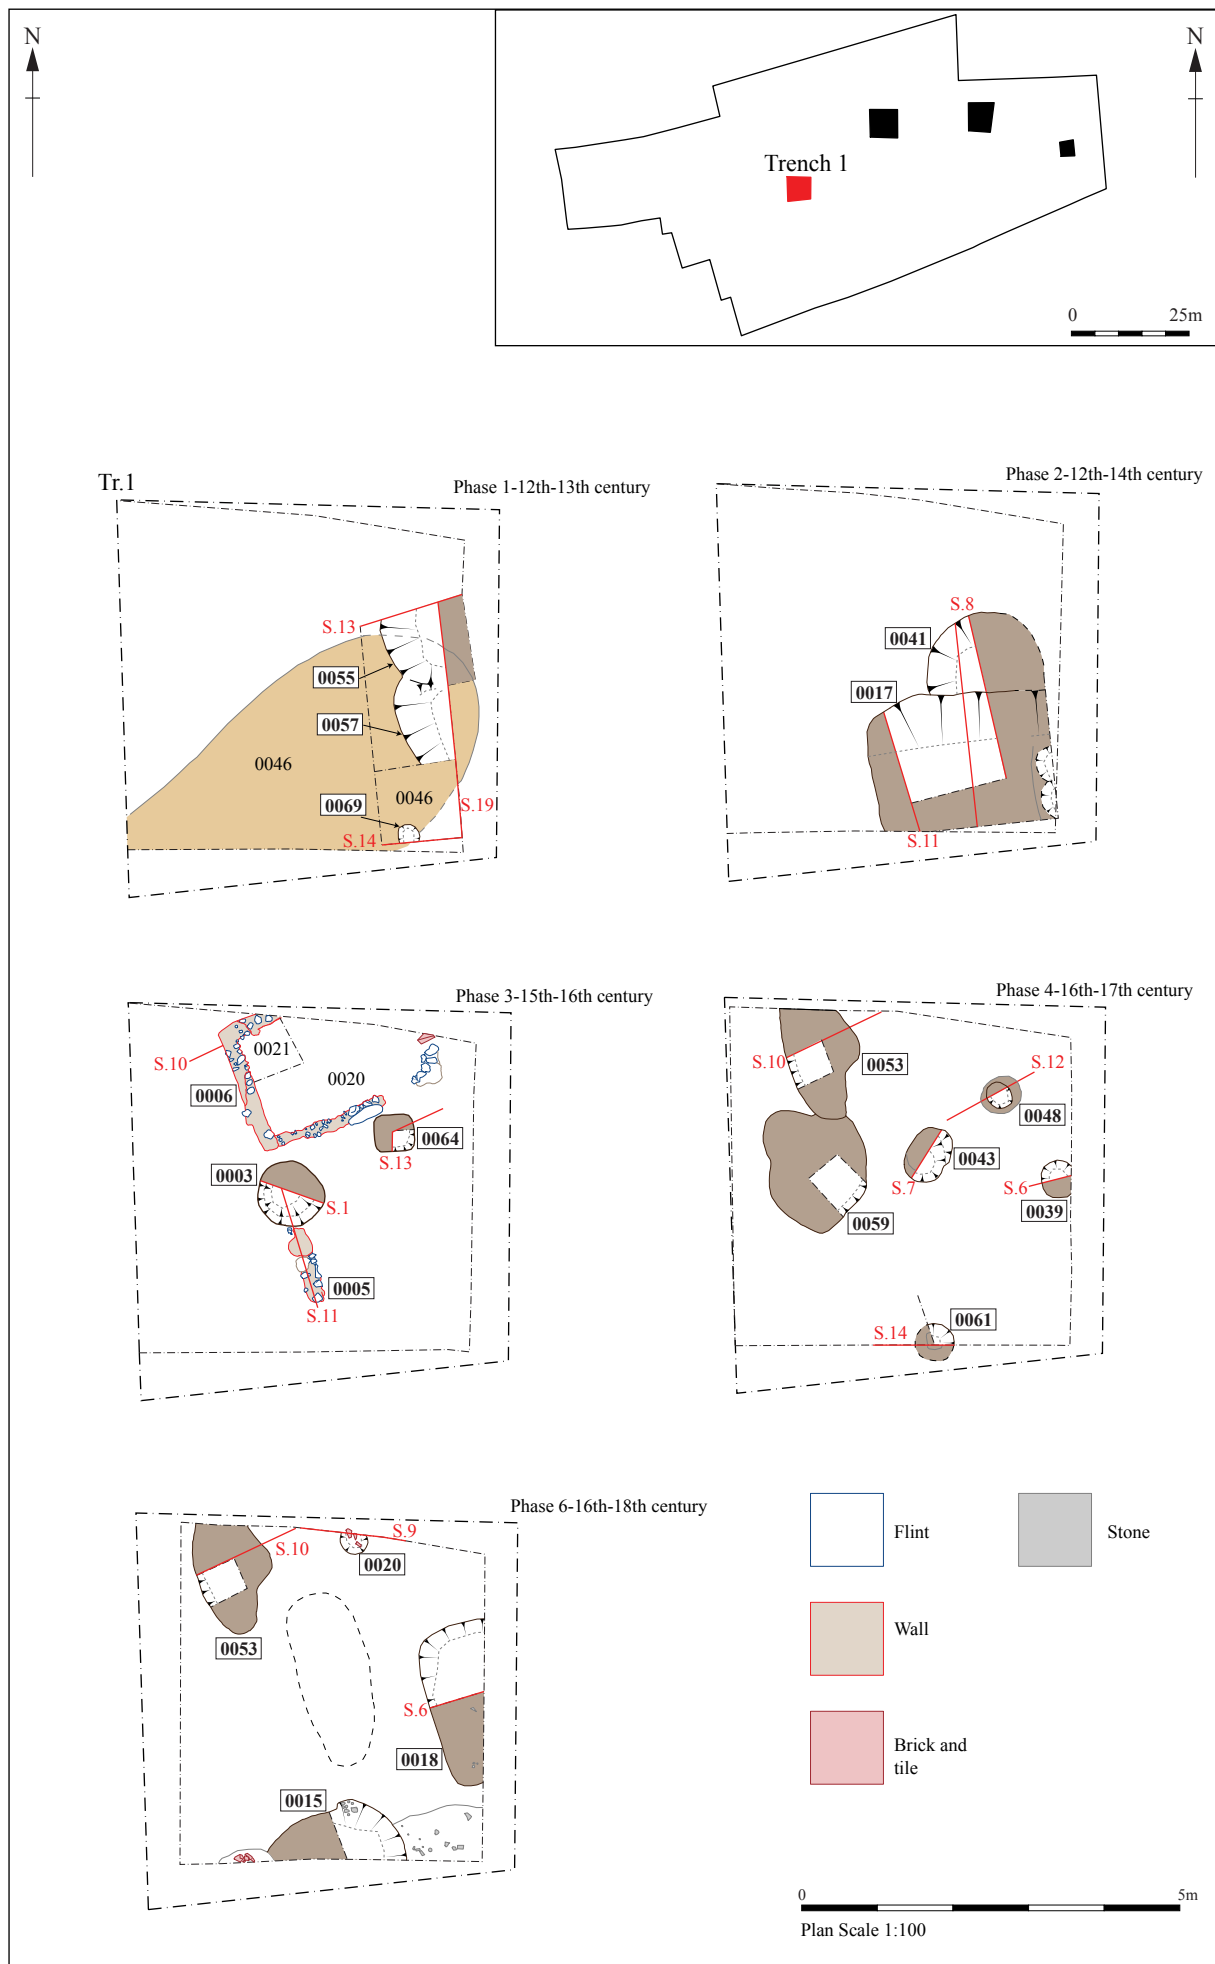 N
N
Trench 1
0 25m
Tr.1
Phase 1-12th-13th century
S.13
0055
0057
0046
0069
0046
S.19
S.14
Phase 2-12th-14th century
S.8
0041
0017
S.11
Phase 3-15th-16th century
S.10
0021
0006
0020
0064
S.13
0003
S.1
0005
S.11
Phase 4-16th-17th century
S.10
0053
S.12
0048
0043
S.7
S.6
0039
0059
0061
S.14
Phase 6-16th-18th century
S.9
S.10
0020
0053
S.6
0018
0015
Flint
Stone
Wall
Brick and
tile
0 5m
Plan Scale 1:100